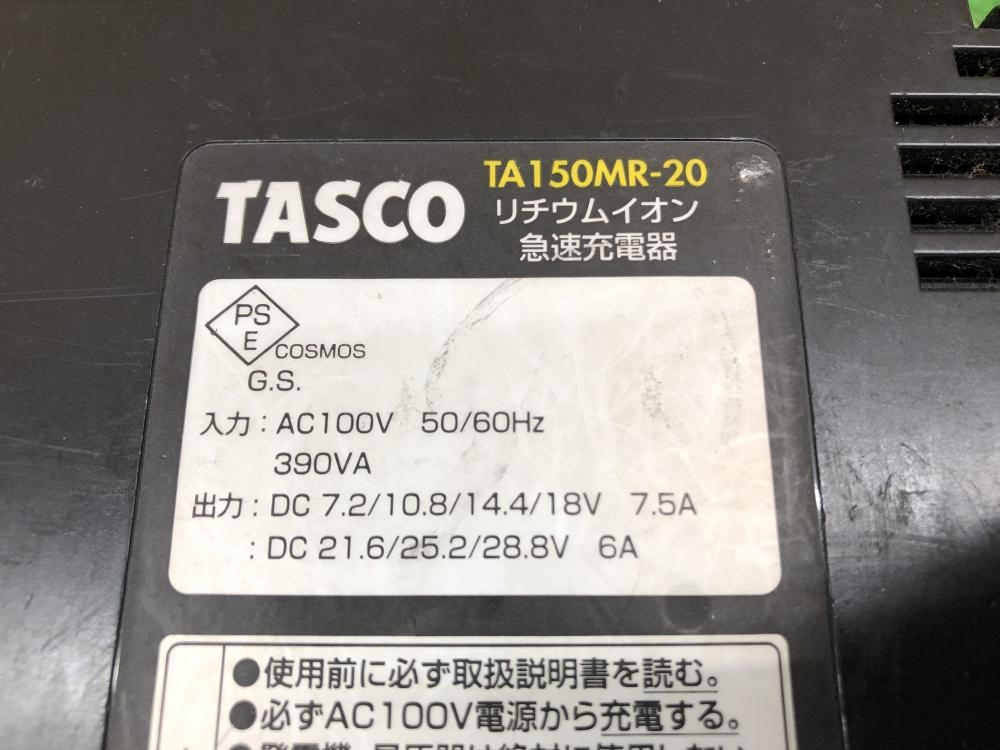 TASCO
TA150MR-20
リチウムイオン
急速充電器
PS
E
COSMOS
G.S.
入力 : AC100V 50/60Hz
390VA
出力 : DC 7.2/10.8/14.4/18V 7.5A
: DC 21.6/25.2/28.8V 6A
●使用前に必ず取扱説明書を読む。
●必ずAC100V電源から充電する。